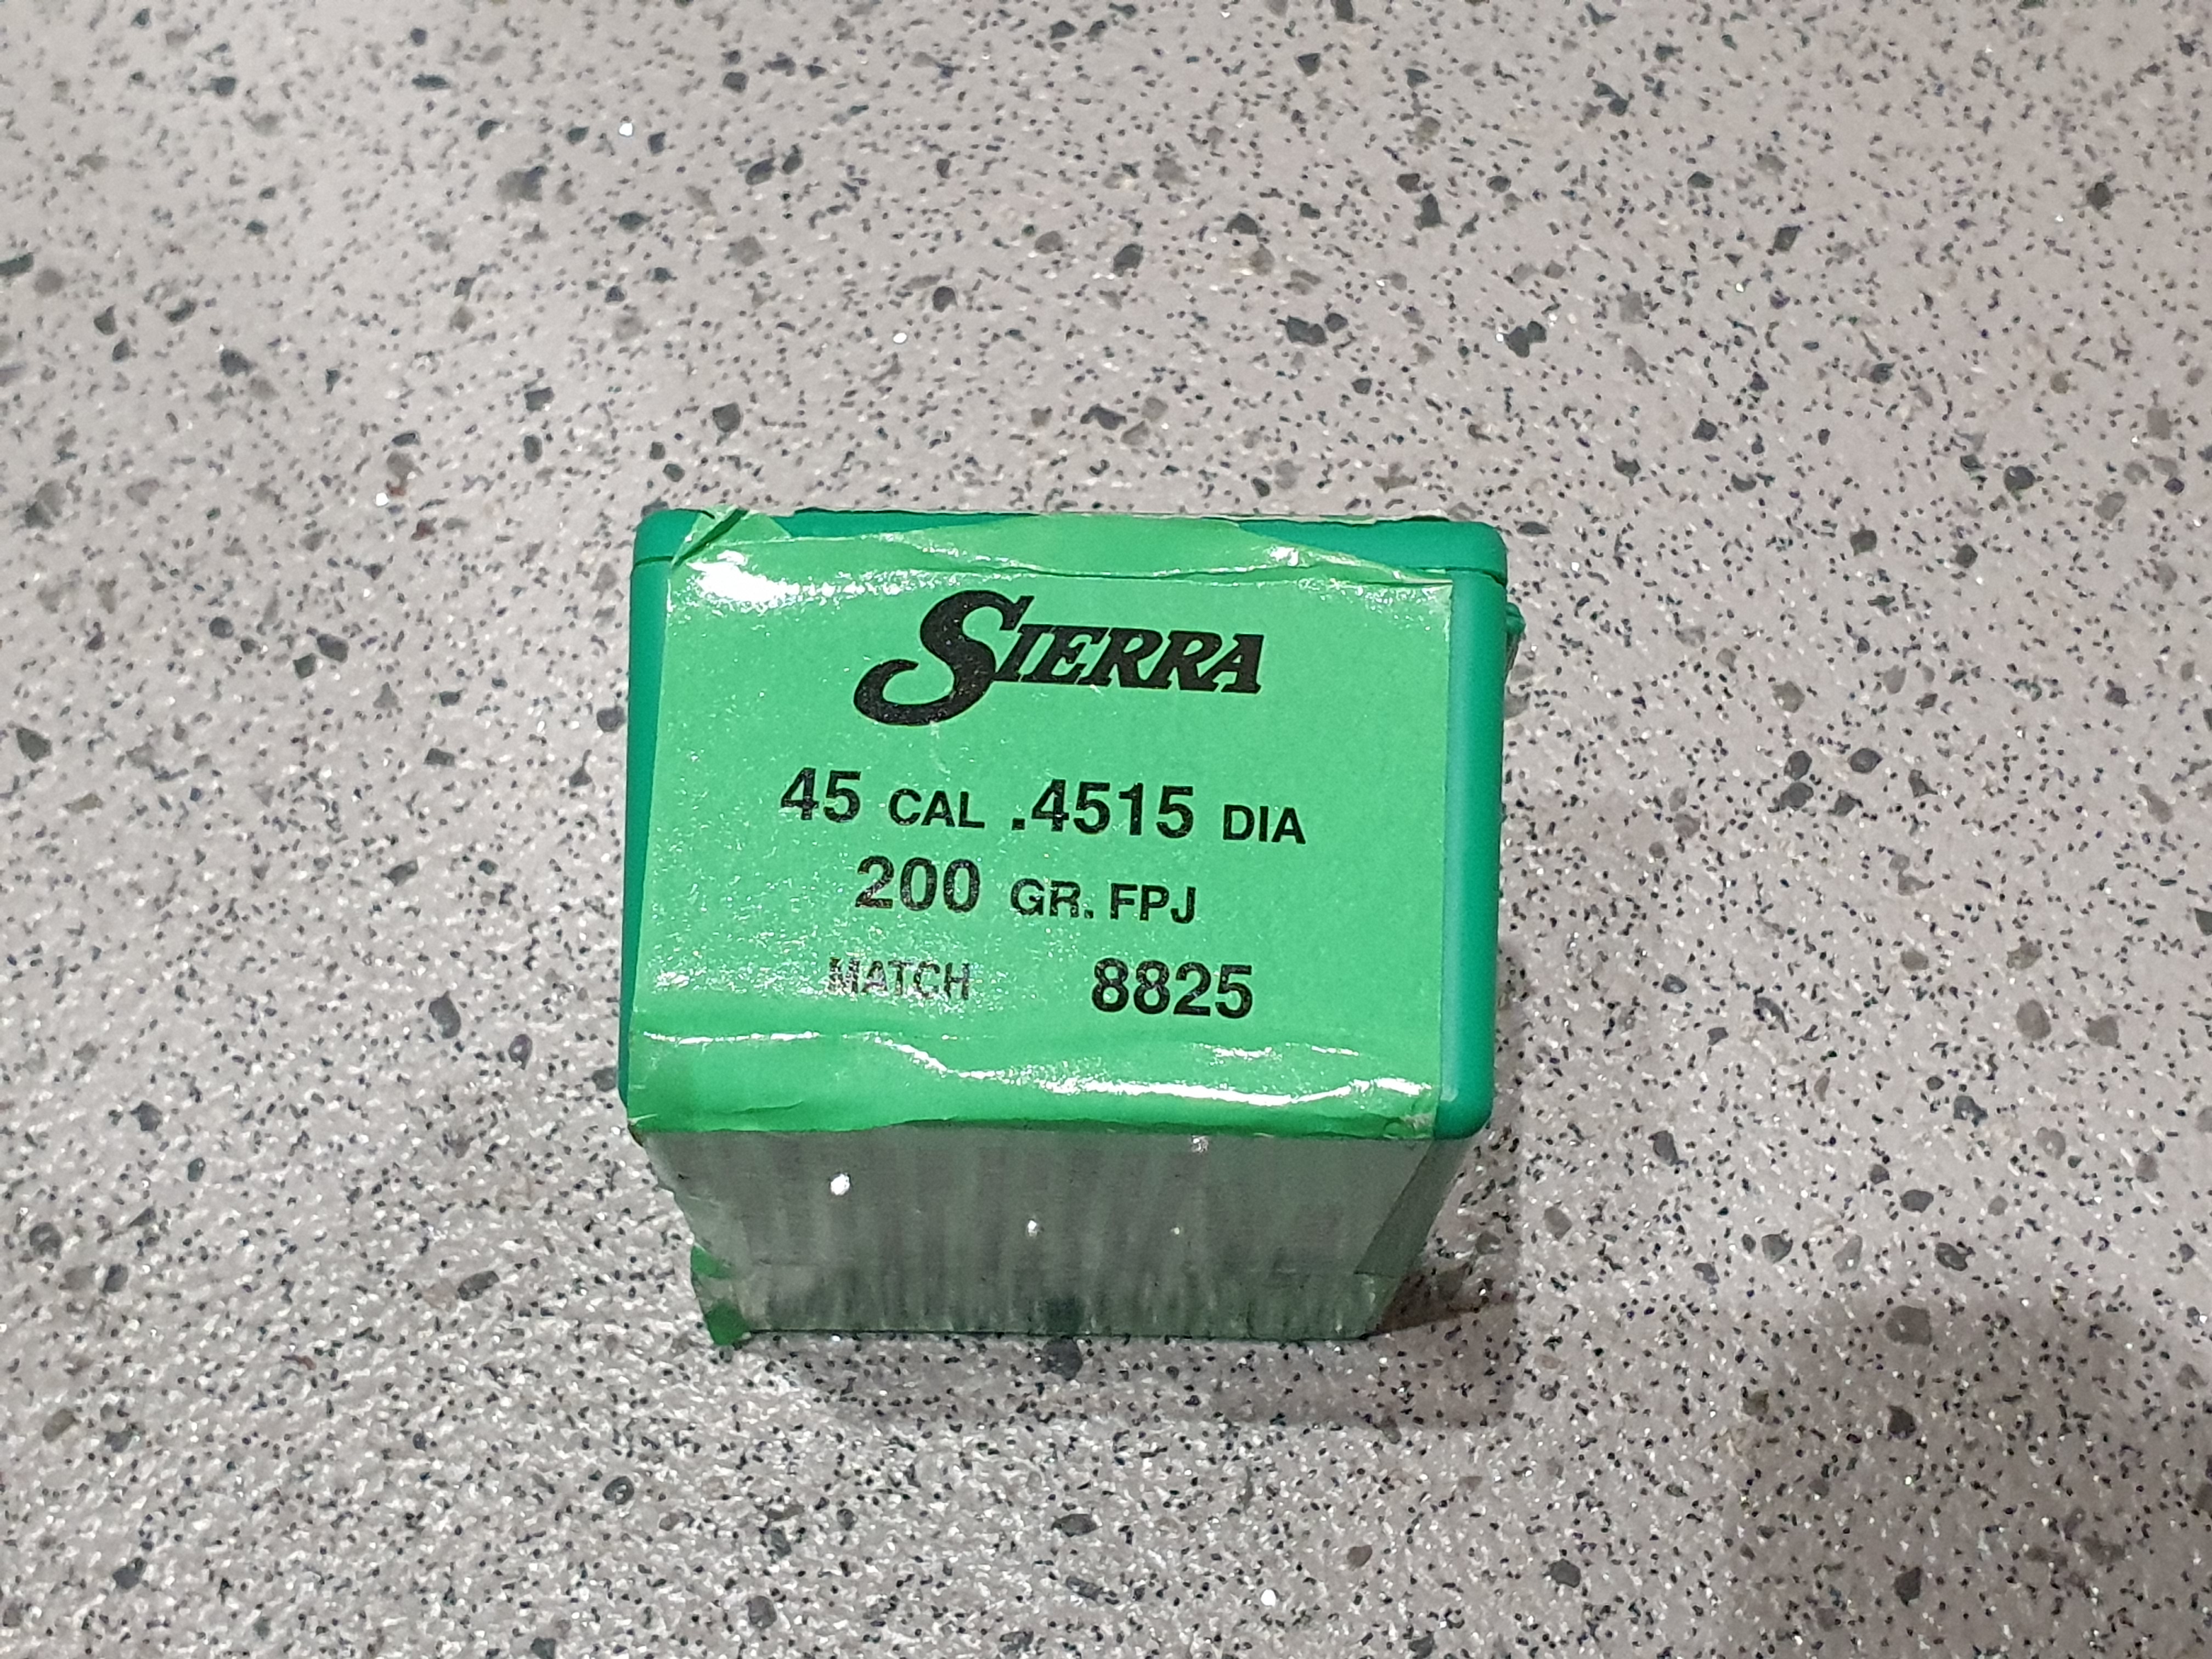 SIERRA
45 CAL .4515 DIA
200 GR. FPJ
MATCH 8825